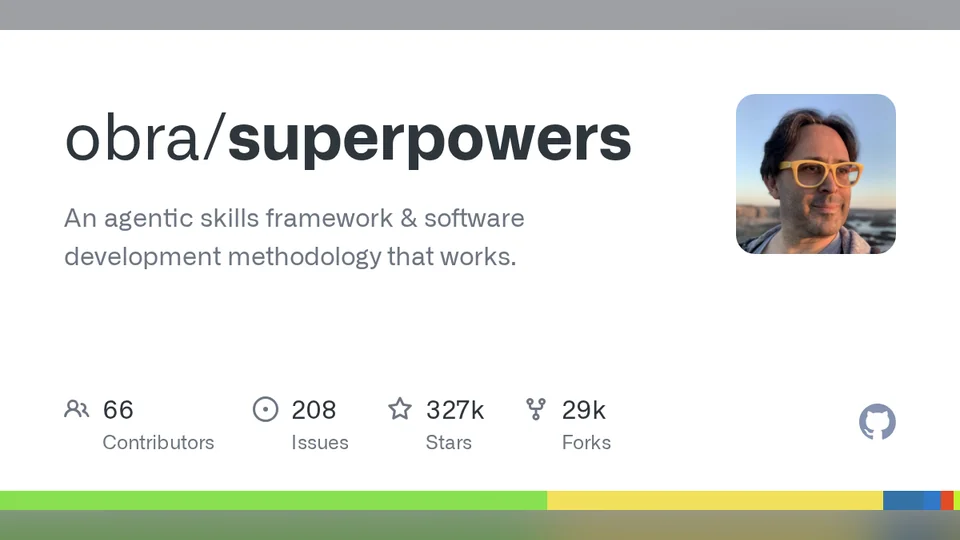 obra/superpowers
An agentic skills framework & software
development methodology that works.
66
Contributors
208
Issues
327k
Stars
29k
Forks